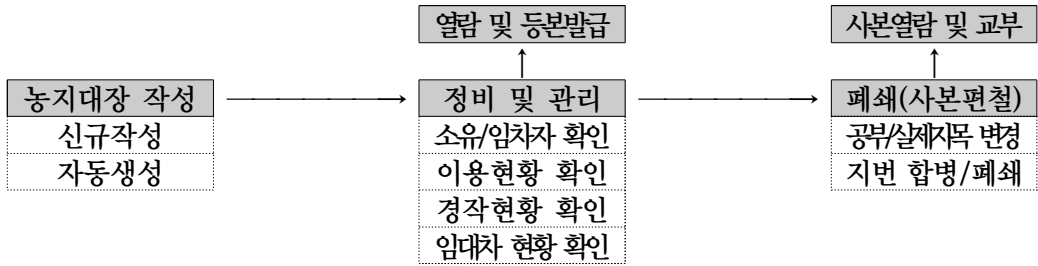 열람 및 등본발급
사본열람 및 교부
농지대장 작성
신규작성
자동생성
정비 및 관리
소유/임차자 확인
이용현황 확인
경작현황 확인
임대차 현황 확인
폐쇄(사본편철)
공부/실제지목 변경
지번 합병/폐쇄